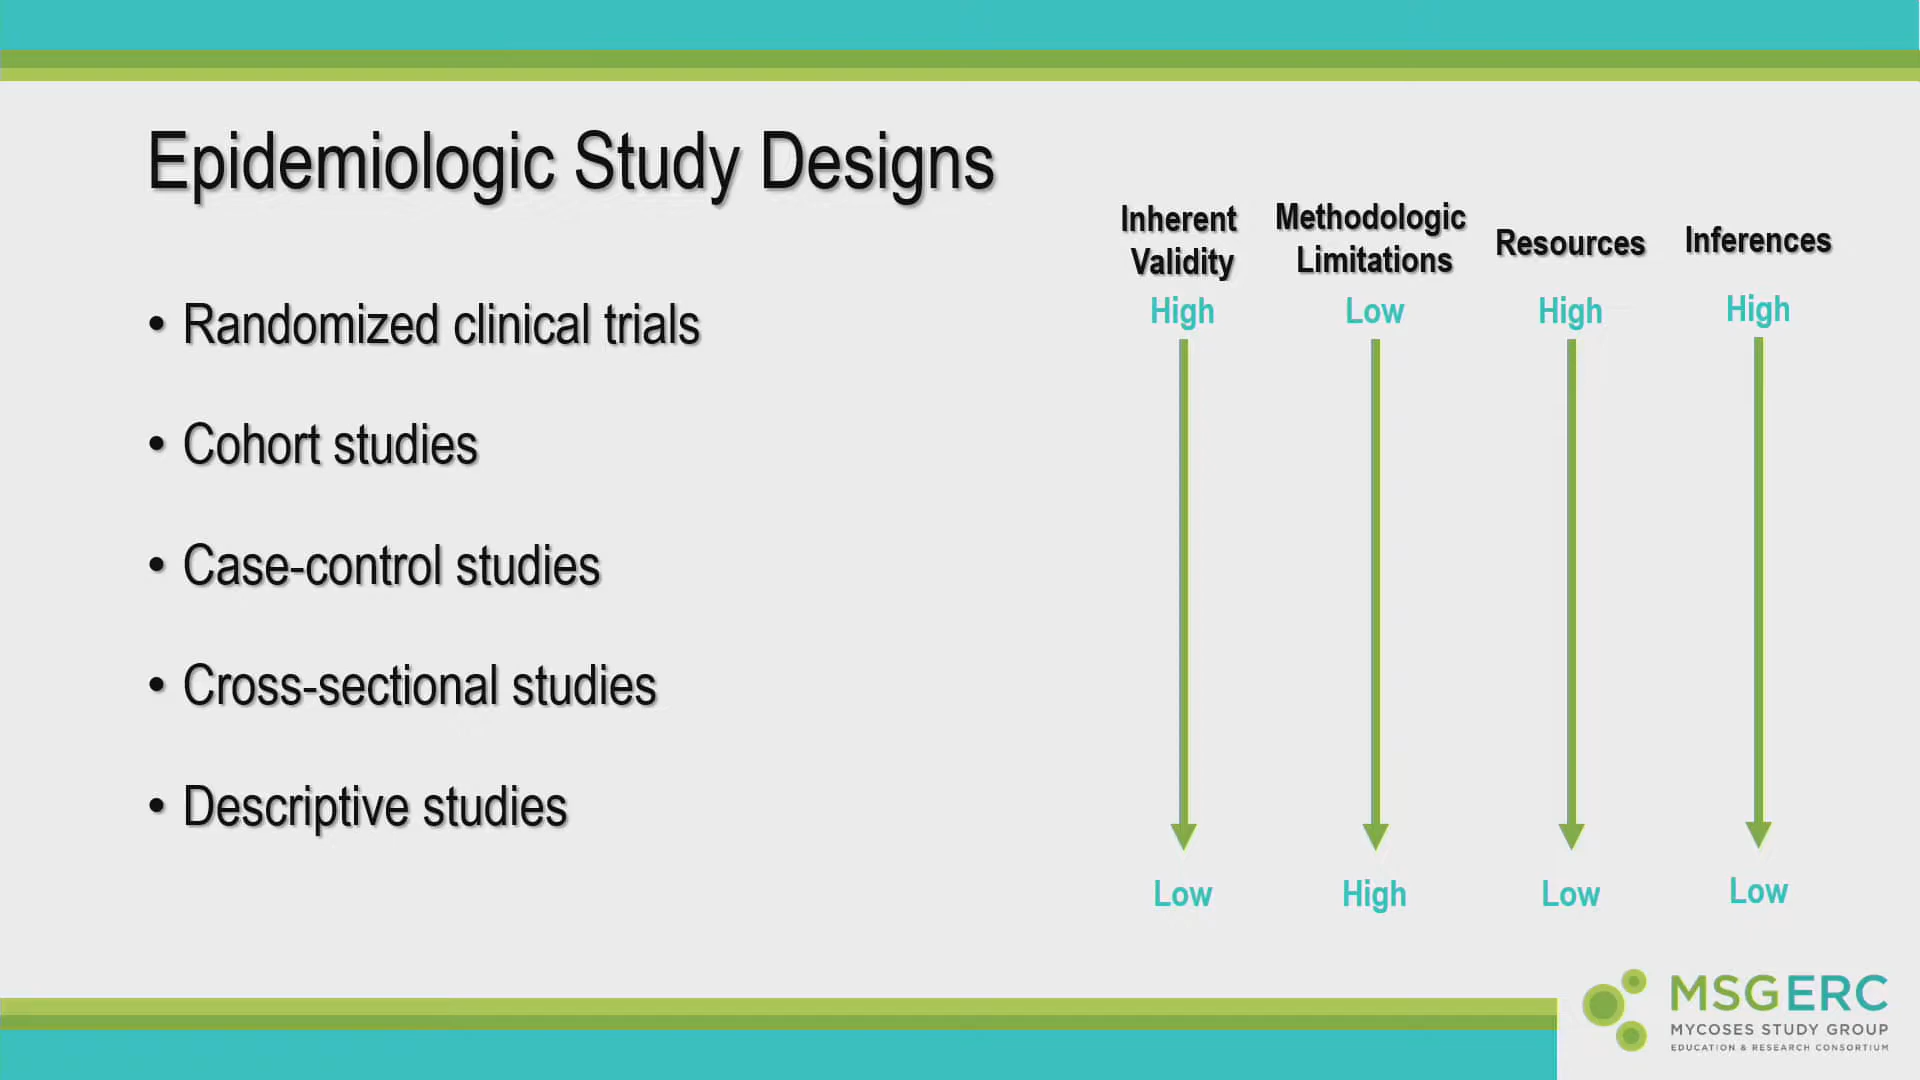 Epidemiologic Study Designs
• Randomized clinical trials
• Cohort studies
• Case-control studies
• Cross-sectional studies
• Descriptive studies
Inherent
Validity
High
Low
Methodologic
Limitations
Low
High
Resources
High
Low
Inferences
High
Low
MSGERC
MYCOSES STUDY GROUP
EDUCATION & RESEARCH CONSORTIUM